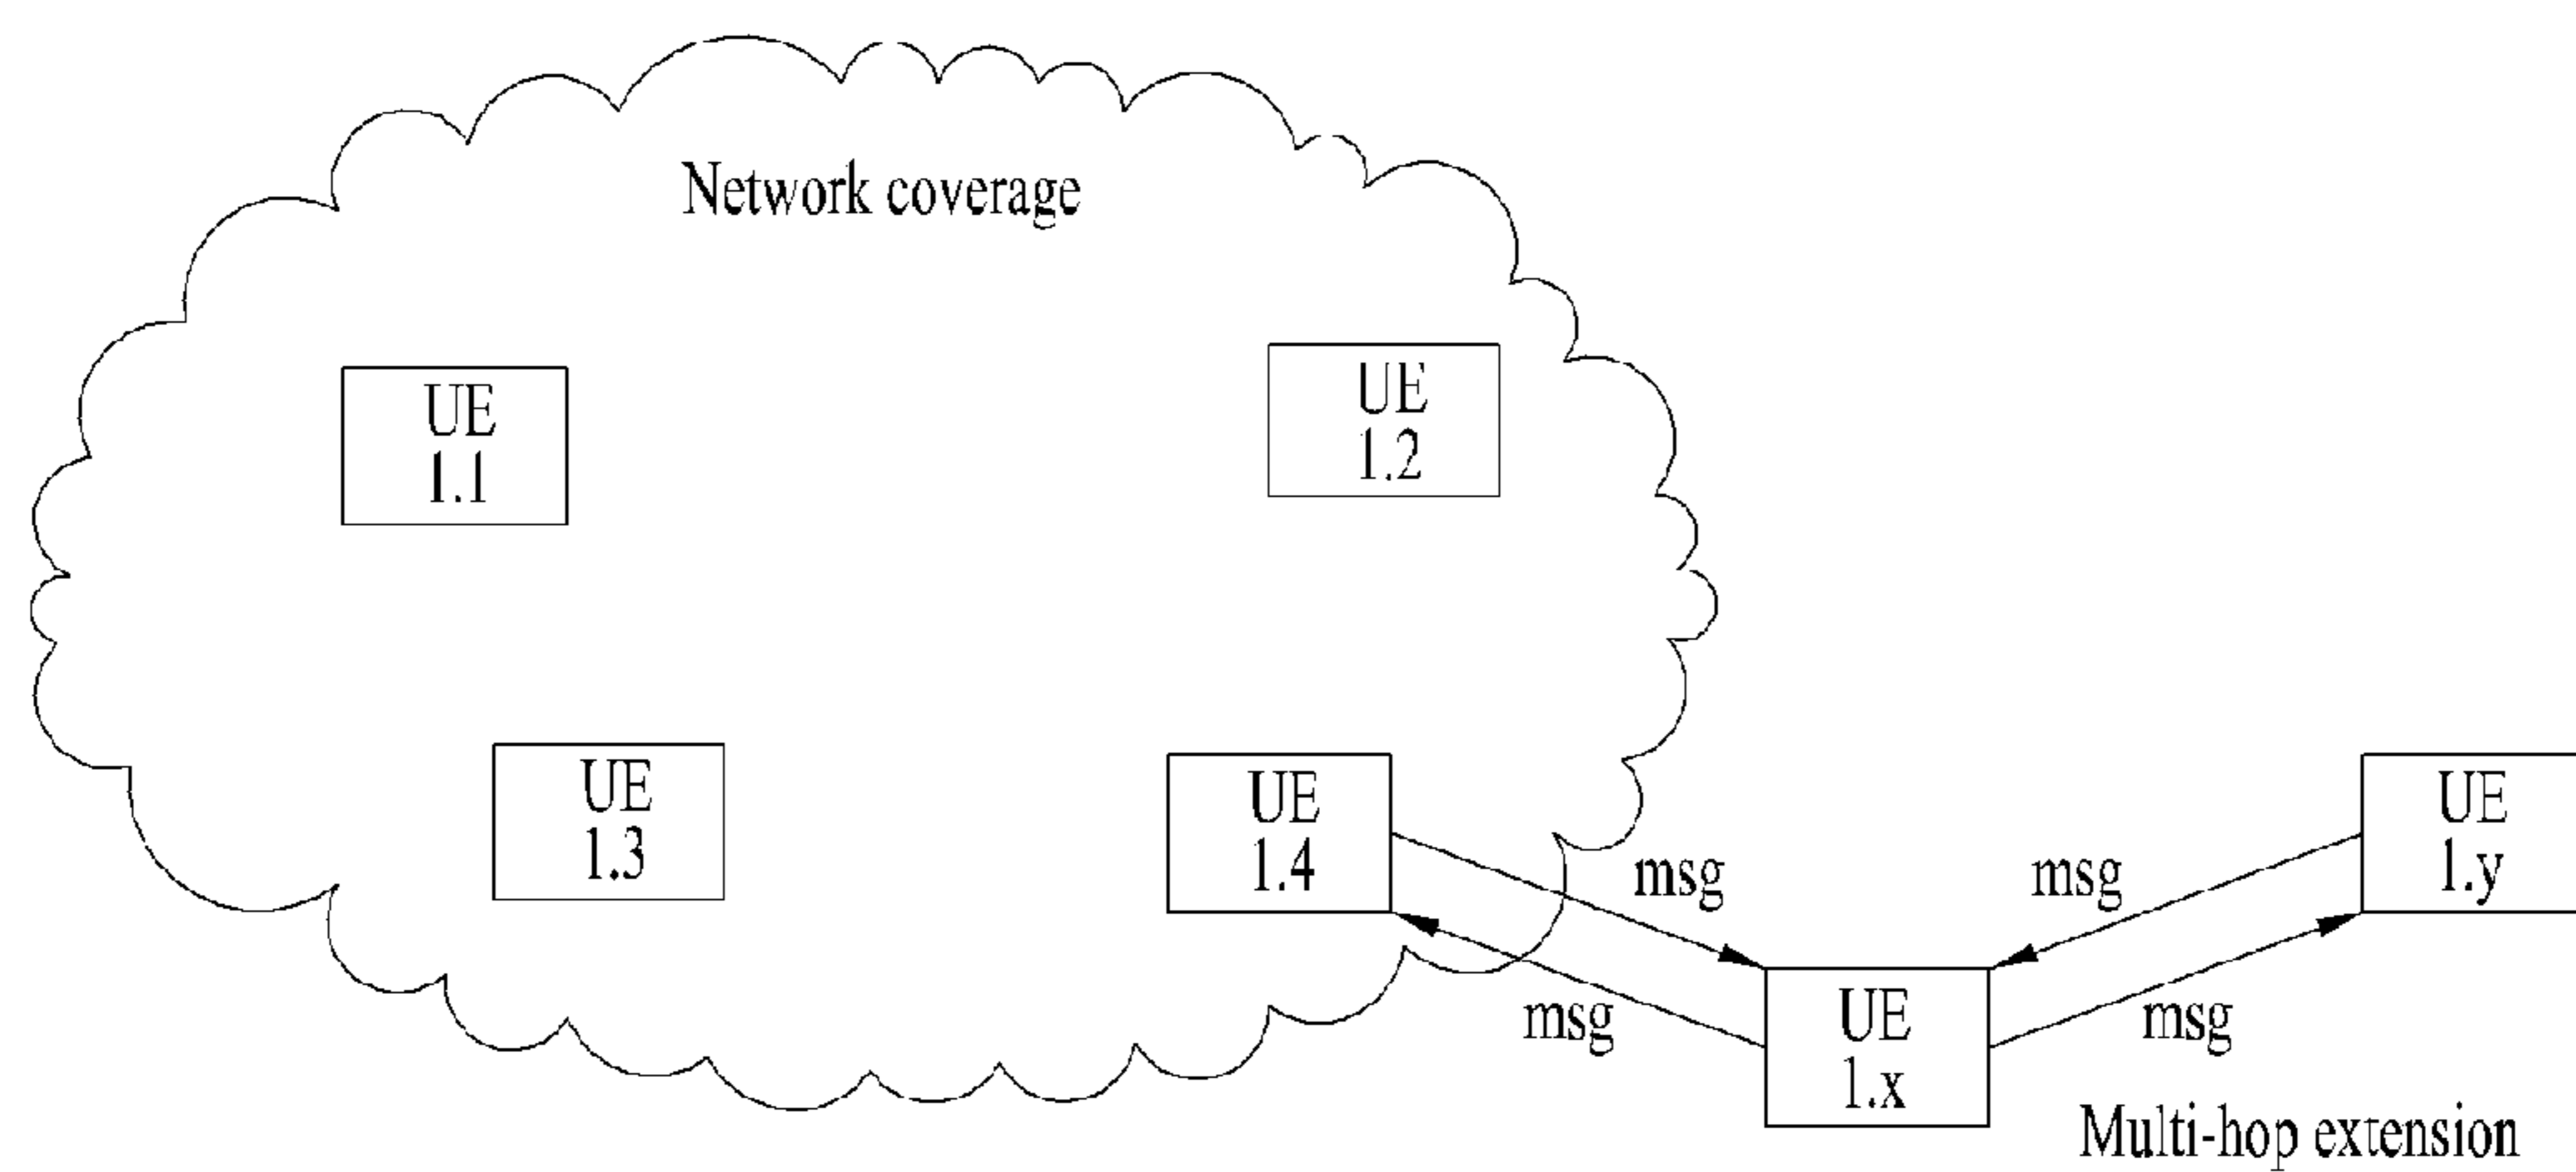 Network coverage
UE
1.1
UE
1.2
UE
1.3
UE
1.4
msg
msg
UE
1.x
msg
msg
UE
1.y
Multi-hop extension